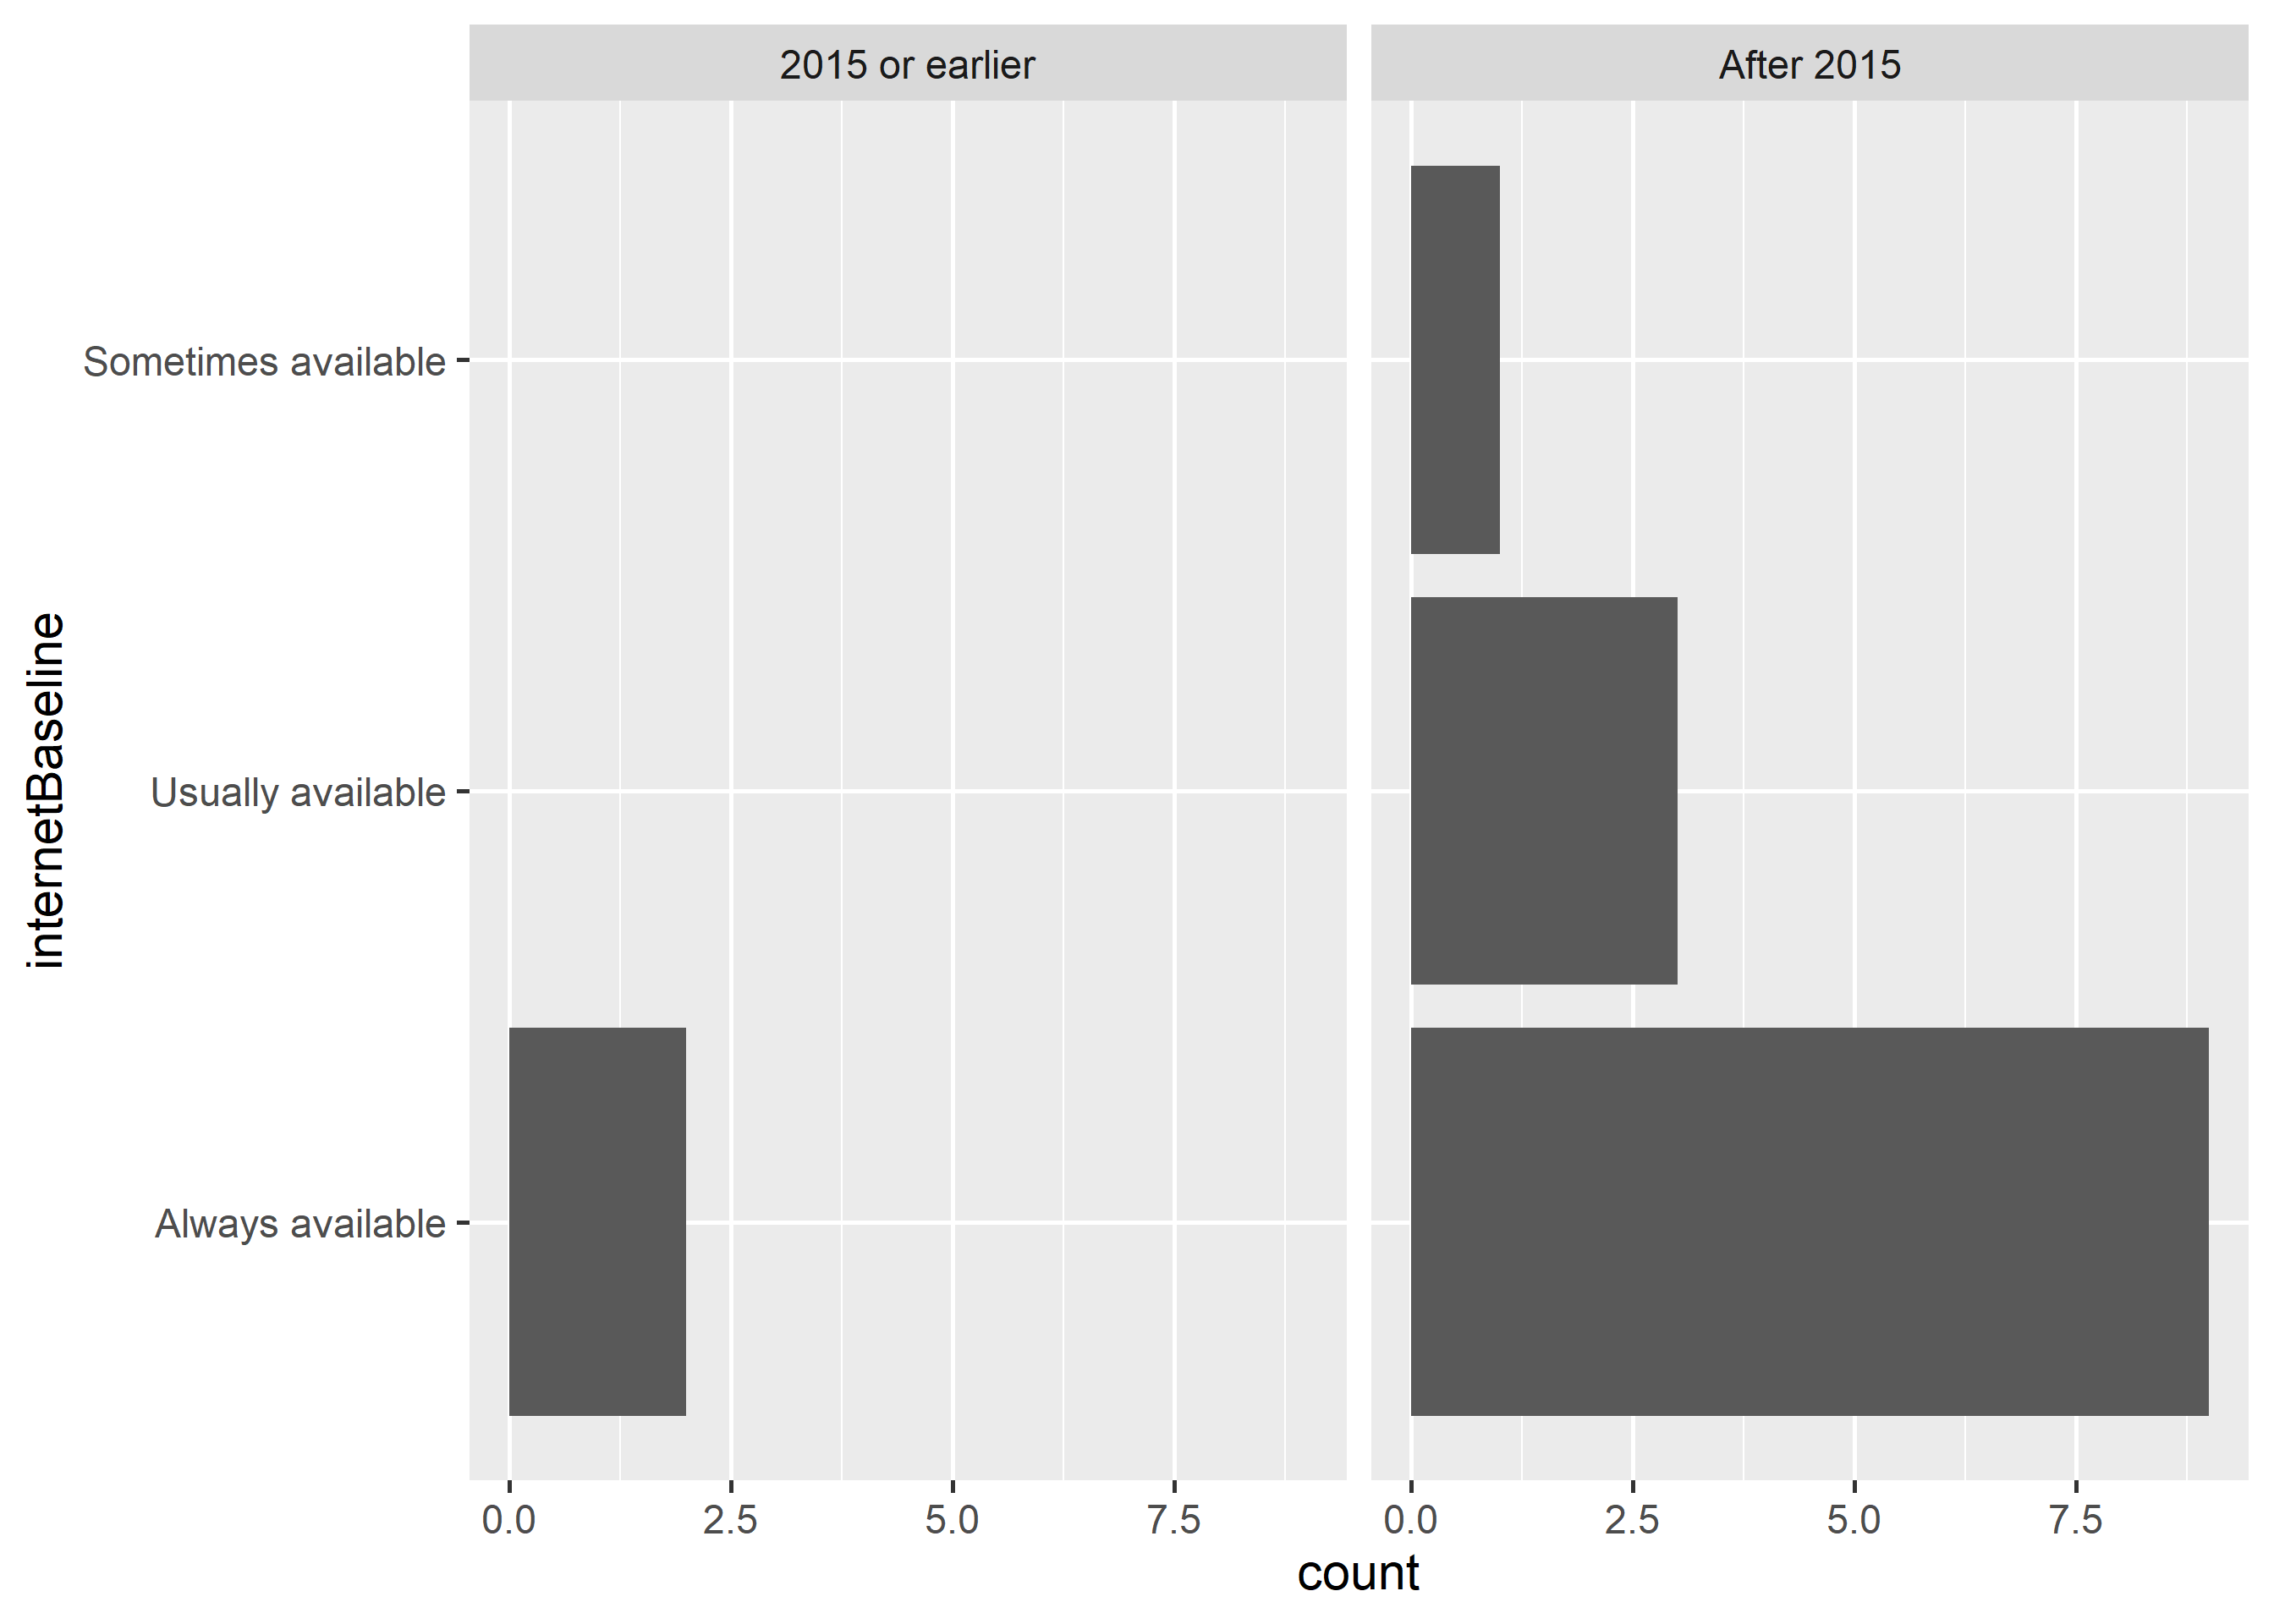 2015 or earlier
After 2015
internetBaseline
Sometimes available
Usually available
Always available
0.0 2.5 5.0 7.5
0.0 2.5 5.0 7.5
count